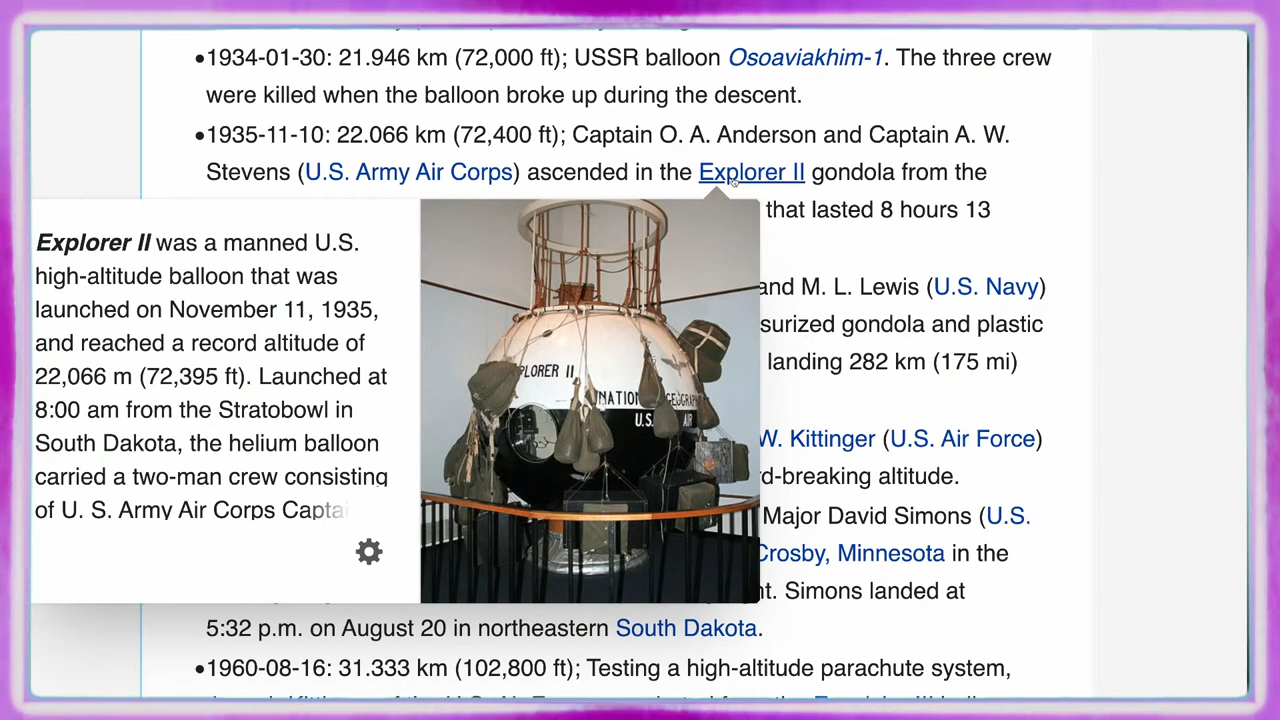 •1934-01-30: 21.946 km (72,000 ft); USSR balloon Osoaviakhim-1. The three crew
were killed when the balloon broke up during the descent.
•1935-11-10: 22.066 km (72,400 ft); Captain O. A. Anderson and Captain A. W.
Stevens (U.S. Army Air Corps) ascended in the Explorer II gondola from the
that lasted 8 hours 13
Explorer II was a manned U.S.
high-altitude balloon that was
launched on November 11, 1935,
and reached a record altitude of
22,066 m (72,395 ft). Launched at
8:00 am from the Stratobowl in
South Dakota, the helium balloon
carried a two-man crew consisting
of U. S. Army Air Corps Captai
PLORER II
NATION GEOGRAP
U.S. AIR
and M. L. Lewis (U.S. Navy)
surized gondola and plastic
landing 282 km (175 mi)
W. Kittinger (U.S. Air Force)
rd-breaking altitude.
Major David Simons (U.S.
Crosby, Minnesota in the
nt. Simons landed at
5:32 p.m. on August 20 in northeastern South Dakota.
•1960-08-16: 31.333 km (102,800 ft); Testing a high-altitude parachute system,